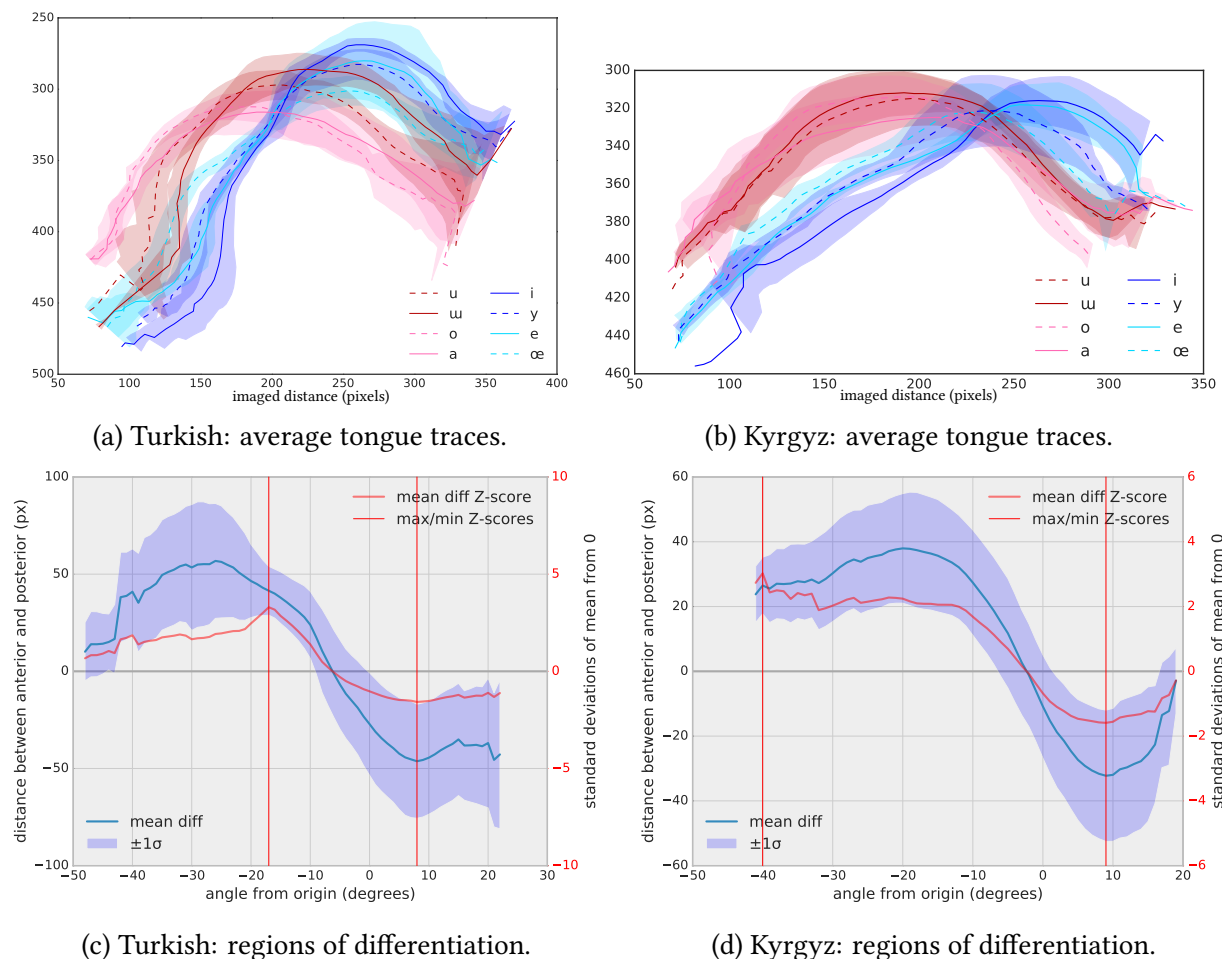 250
300
350
400
450
500
50
100
150
200
250
300
350
400
imaged distance (pixels)
u
ɯ
o
a
i
y
e
œ
(a) Turkish: average tongue traces.
300
320
340
360
380
400
420
440
460
50
100
150
200
250
300
350
imaged distance (pixels)
u
ɯ
o
a
i
y
e
œ
(b) Kyrgyz: average tongue traces.
distance between anterior and posterior (px)
100
50
0
−50
−100
−50
−40
−30
−20
−10
0
10
20
30
angle from origin (degrees)
10
5
0
−5
−10
standard deviations of mean from 0
mean diff Z-score
max/min Z-scores
mean diff
±1σ
(c) Turkish: regions of differentiation.
distance between anterior and posterior (px)
60
40
20
0
−20
−40
−60
−50
−40
−30
−20
−10
0
10
20
angle from origin (degrees)
6
4
2
0
−2
−4
−6
standard deviations of mean from 0
mean diff Z-score
max/min Z-scores
mean diff
±1σ
(d) Kyrgyz: regions of differentiation.